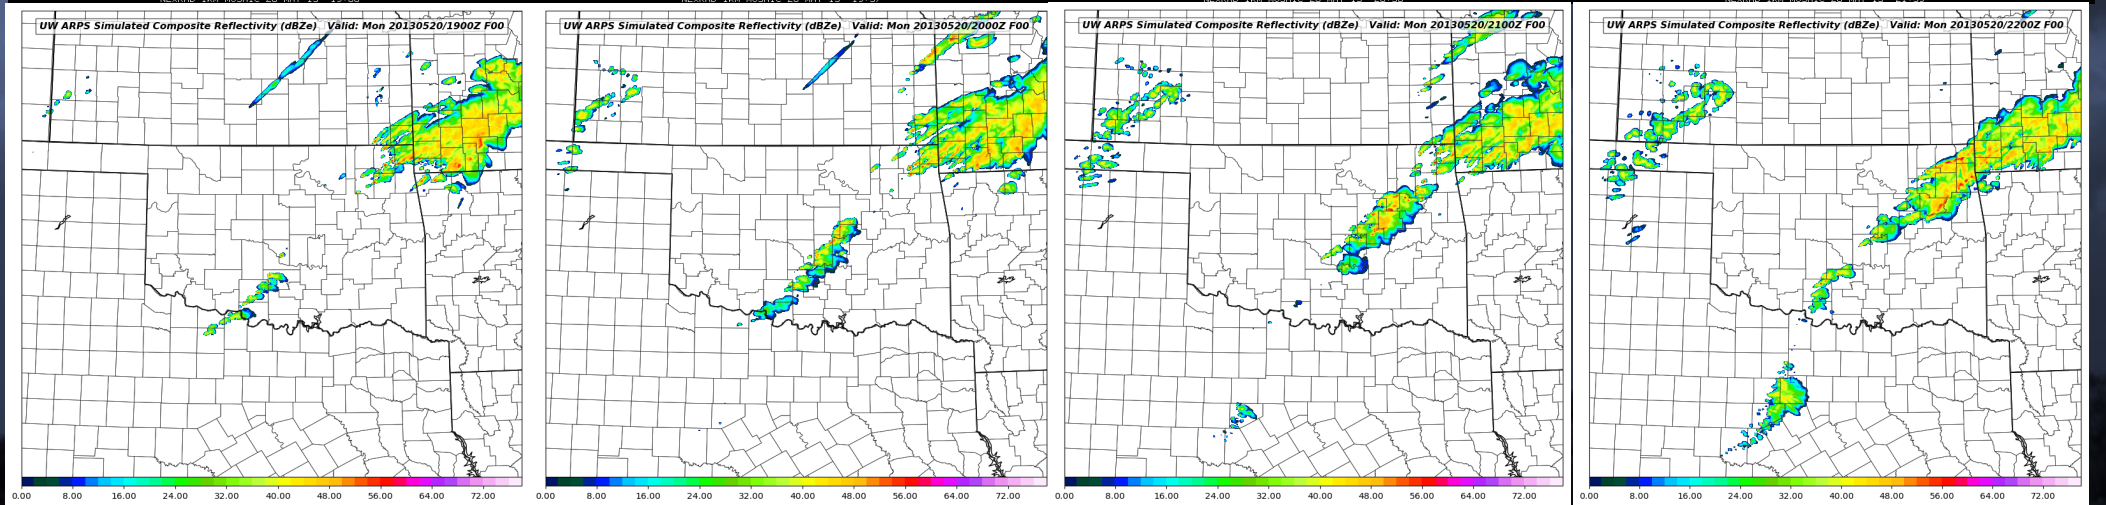 UW ARPS Simulated Composite Reflectivity (dBZe) Valid: Mon 20130520/1900Z F00
0.00 8.00 16.00 24.00 32.00 40.00 48.00 56.00 64.00 72.00
UW ARPS Simulated Composite Reflectivity (dBZe) Valid: Mon 20130520/2000Z F00
0.00 8.00 16.00 24.00 32.00 40.00 48.00 56.00 64.00 72.00
UW ARPS Simulated Composite Reflectivity (dBZe) Valid: Mon 20130520/2100Z F00
0.00 8.00 16.00 24.00 32.00 40.00 48.00 56.00 64.00 72.00
UW ARPS Simulated Composite Reflectivity (dBZe) Valid: Mon 20130520/2200Z F00
0.00 8.00 16.00 24.00 32.00 40.00 48.00 56.00 64.00 72.00